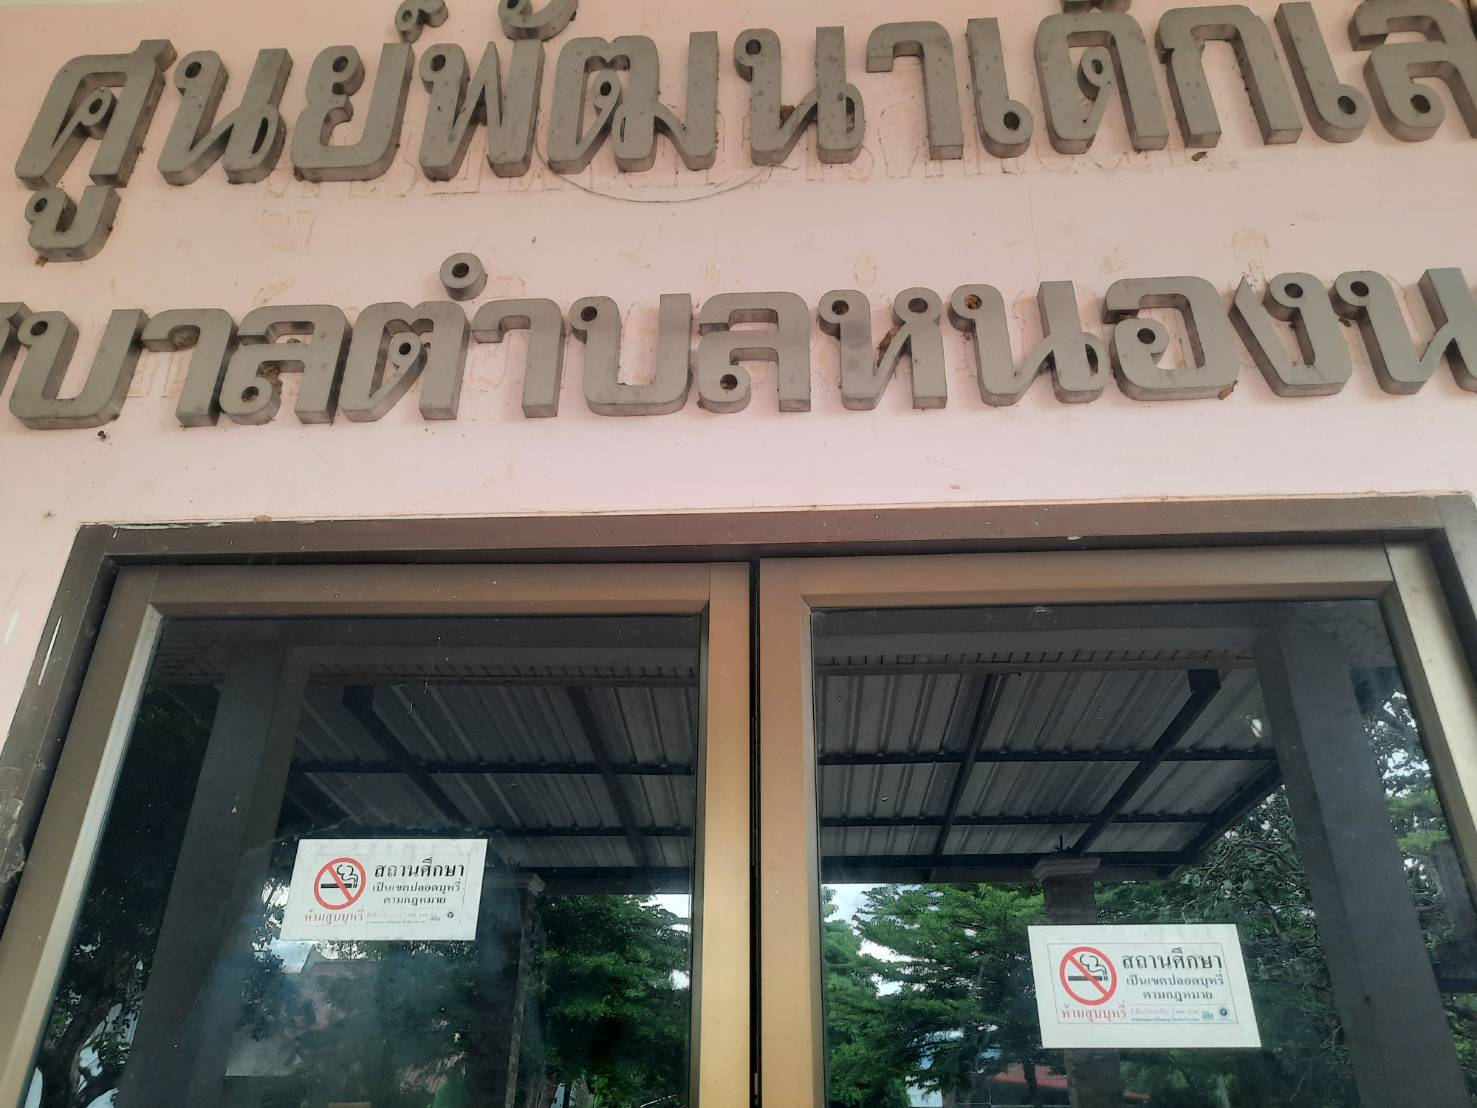 ศูนย์พัฒนาเด็กเล
บาลตำบลหนองน
สถานศึกษา
เป็นเขตปลอดบุหรี่
ตามกฎหมาย
ห้ามสูบบุหรี่
สถานศึกษา
เป็นเขตปลอดบุหรี่
ตามกฎหมาย
ห้ามสูบบุหรี่